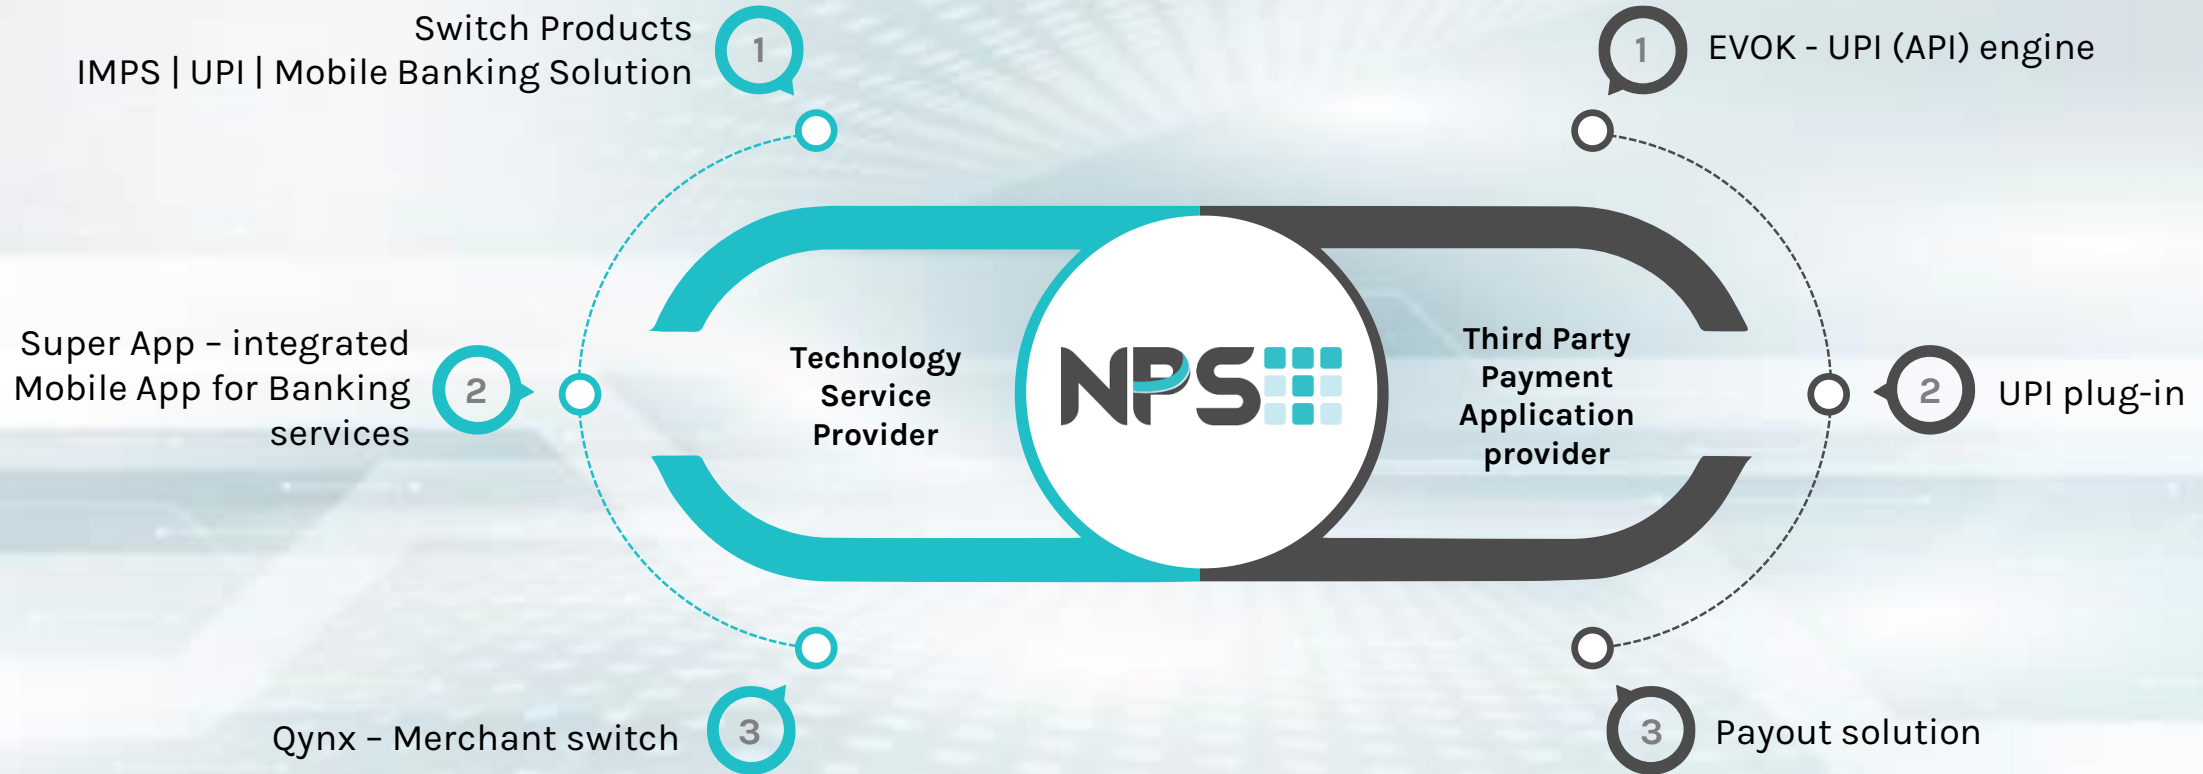 Switch Products
IMPS | UPI | Mobile Banking Solution
1
Super App – integrated
Mobile App for Banking
services
2
Qynx – Merchant switch
3
Technology
Service
Provider
NPST
Third Party
Payment
Application
provider
1
EVOK - UPI (API) engine
2
UPI plug-in
3
Payout solution